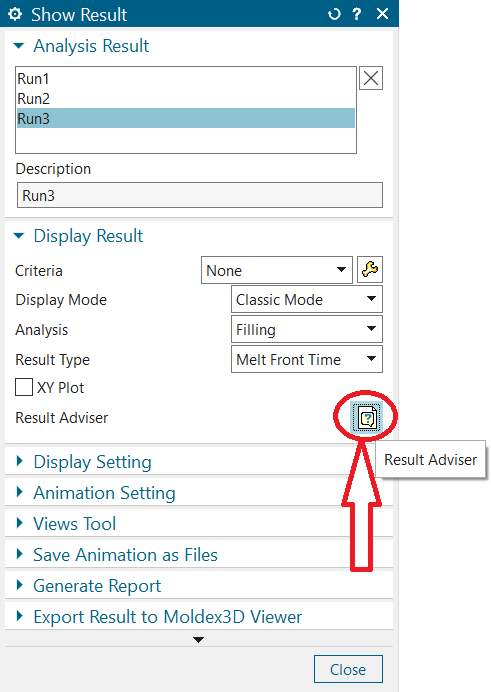 Show Result
Analysis Result
Run1
Run2
Run3
Description
Run3
Display Result
Criteria None
Display Mode Classic Mode
Analysis Filling
Result Type Melt Front Time
XY Plot
Result Adviser
Result Adviser
Display Setting
Animation Setting
Views Tool
Save Animation as Files
Generate Report
Export Result to Moldex3D Viewer
Close